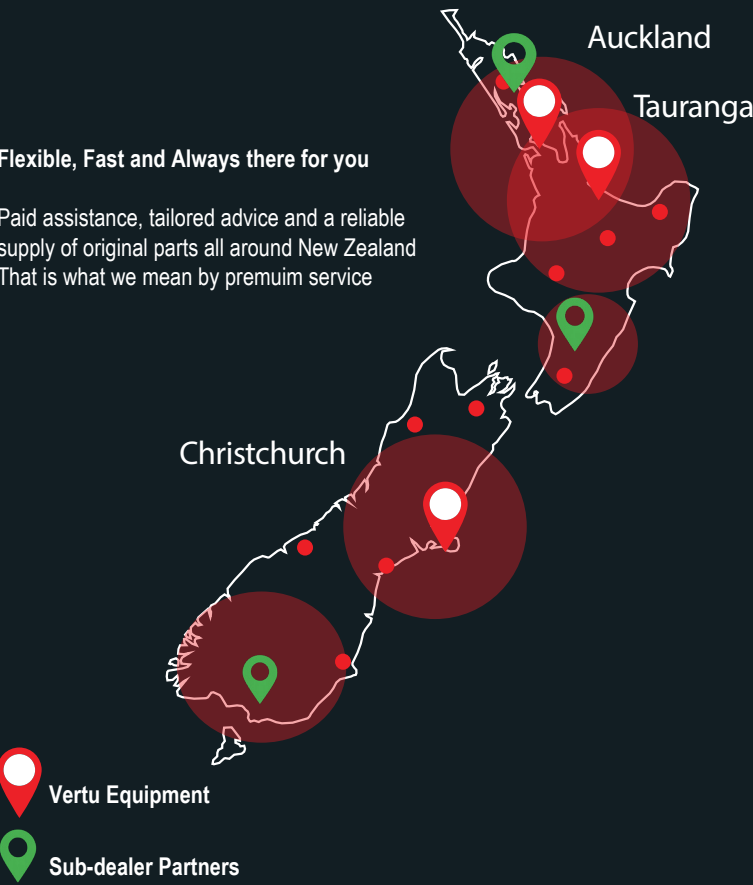 Auckland
Tauranga
Flexible, Fast and Always there for you
Paid assistance, tailored advice and a reliable
supply of original parts all around New Zealand
That is what we mean by premuim service
Christchurch
Vertu Equipment
Sub-dealer Partners